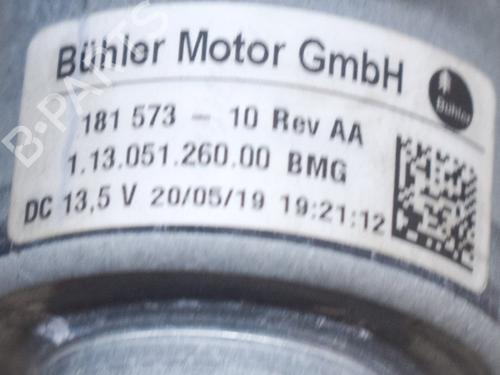 Bühler Motor GmbH
Bühler
181 573 - 10 Rev AA
1.13.051.260.00 BMG
DC 13,5 V 20/05/19 19:21:12
B-PARTS